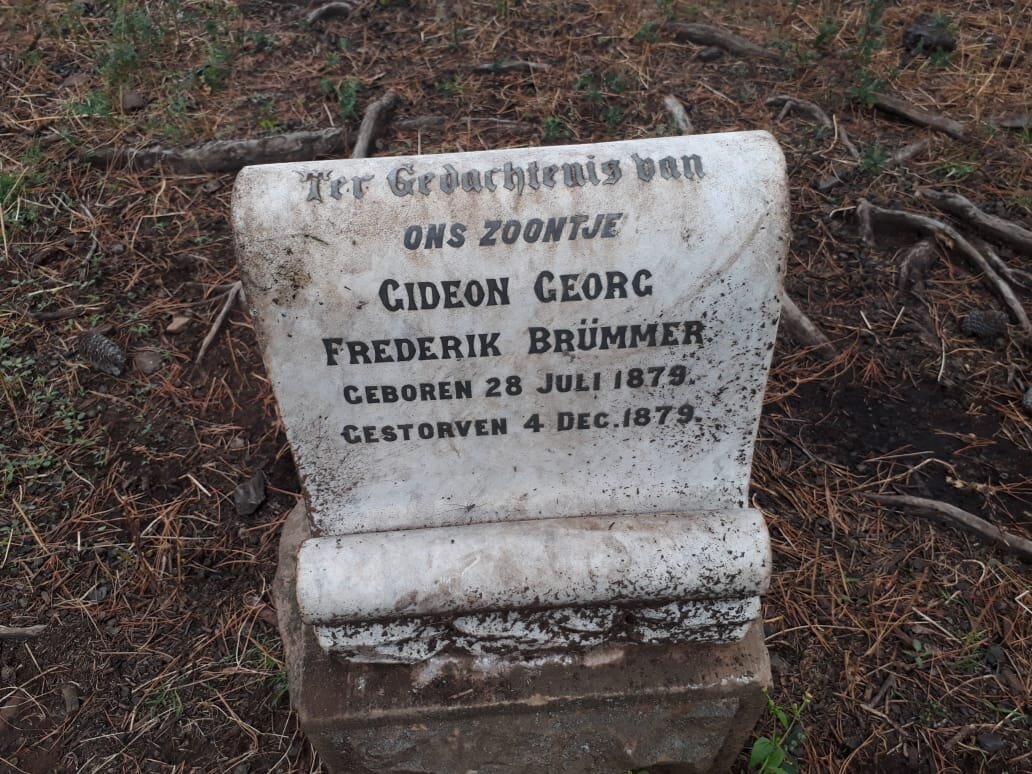 Ter Gedachtenis van
ONS ZOONTJE
GIDEON GEORG
FREDERIK BRÜMMER
GEBOREN 28 JULI 1879.
GESTORVEN 4 DEC. 1879.